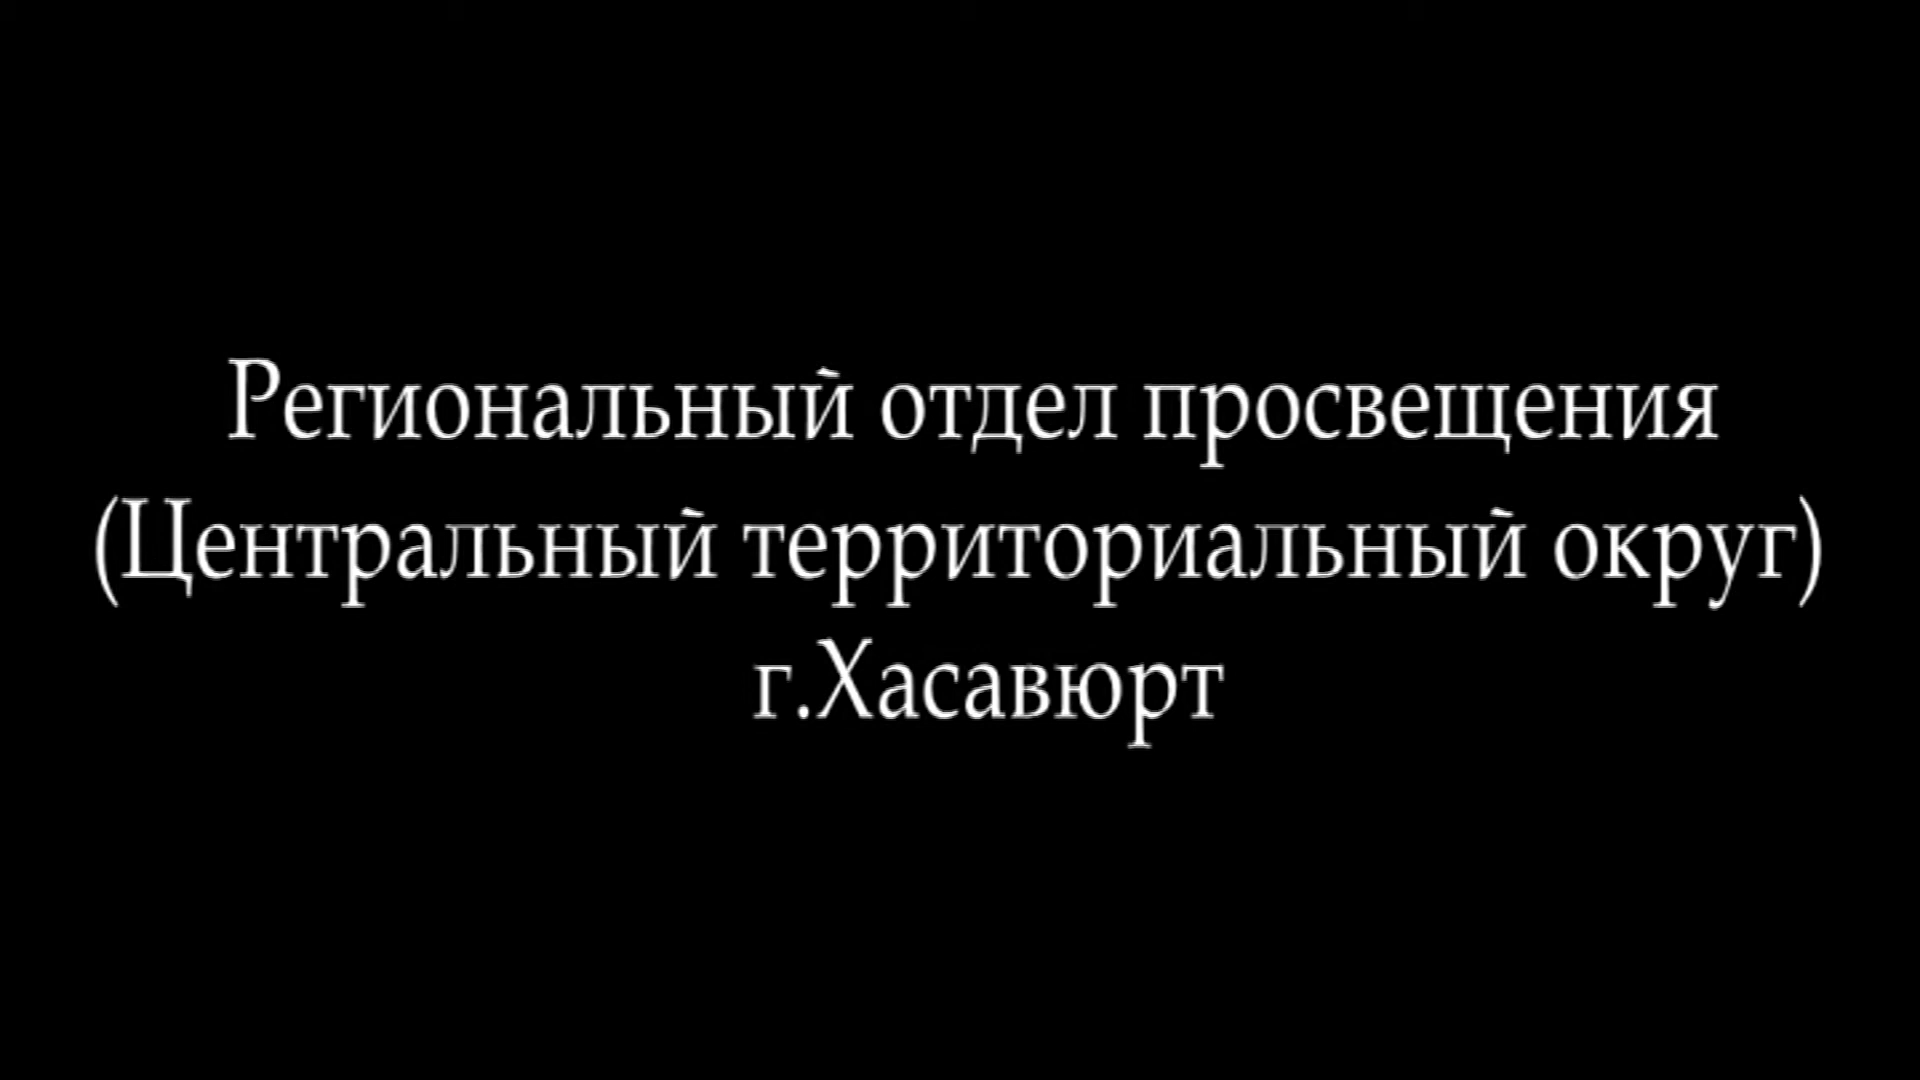 Региональный отдел просвещения
(Центральный территориальный округ)
г.Хасавюрт